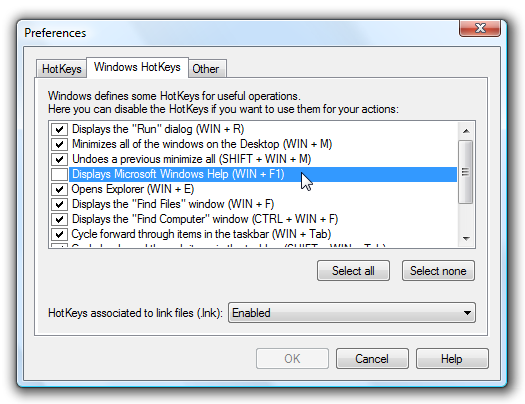 Preferences
HotKeys Windows HotKeys Other
Windows defines some HotKeys for useful operations.
Here you can disable the HotKeys if you want to use them for your actions:
Displays the "Run" dialog (WIN + R)
Minimizes all of the windows on the Desktop (WIN + M)
Undoes a previous minimize all (SHIFT + WIN + M)
Displays Microsoft Windows Help (WIN + F1)
Opens Explorer (WIN + E)
Displays the "Find Files" window (WIN + F)
Displays the "Find Computer" window (CTRL + WIN + F)
Cycle forward through items in the taskbar (WIN + Tab)
Select all Select none
HotKeys associated to link files (.lnk): Enabled
OK Cancel Help